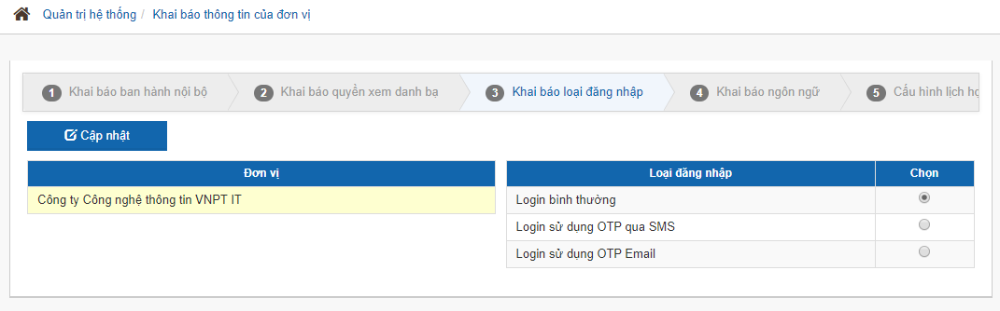 Quản trị hệ thống / Khai báo thông tin của đơn vị
1 Khai báo ban hành nội bộ 2 Khai báo quyền xem danh bạ 3 Khai báo loại đăng nhập 4 Khai báo ngôn ngữ 5 Cấu hình lịch họ
Cập nhật
Đơn vị
Công ty Công nghệ thông tin VNPT IT
Loại đăng nhập Chọn
Login bình thường
Login sử dụng OTP qua SMS
Login sử dụng OTP Email